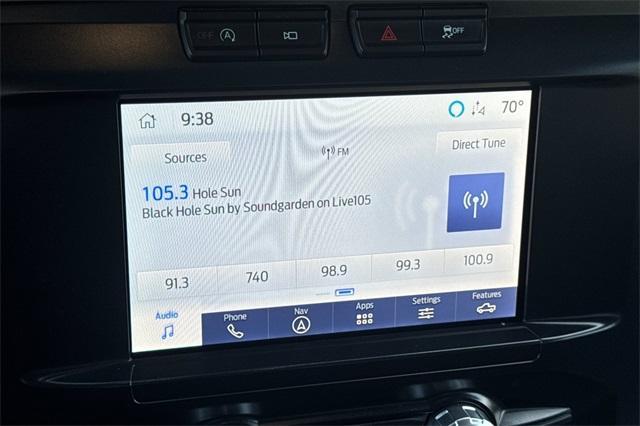 OFF A OFF
9:38 70°
Sources FM Direct Tune
105.3 Hole Sun
Black Hole Sun by Soundgarden on Live105
91.3 740 98.9 99.3 100.9
Audio Phone Nav Apps Settings Features